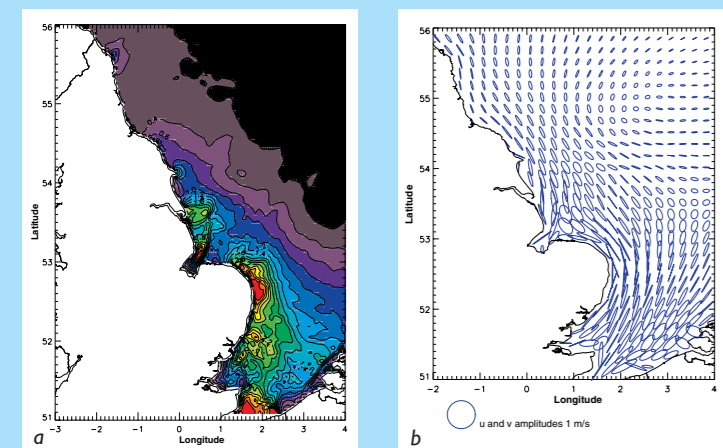 56
55
54
53
52
51
Latitude
−3 −2 −1 0 1 2 3 4
Longitude
a
56
55
54
53
52
51
Latitude
−2 −1 0 1 2 3 4
Longitude
u and v amplitudes 1 m/s
b